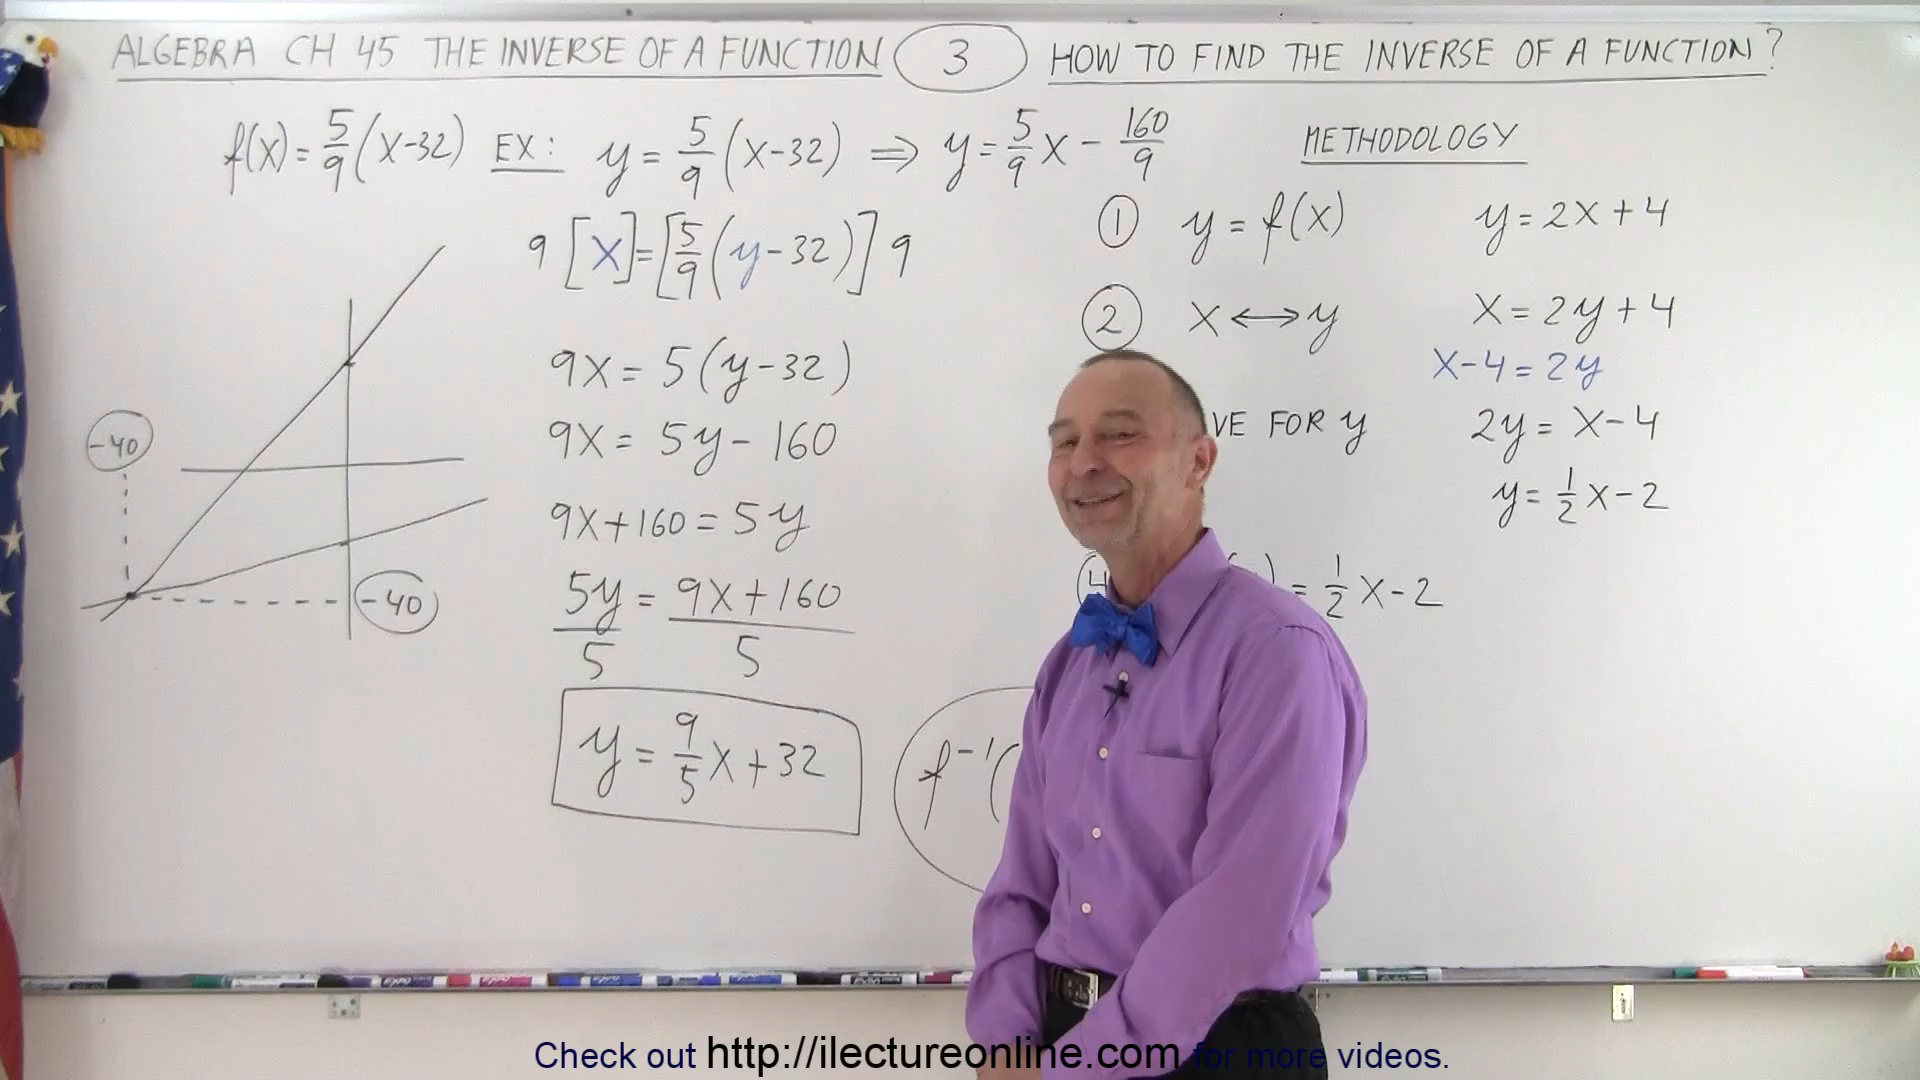 ALGEBRA CH 45 THE INVERSE OF A FUNCTION 3 HOW TO FIND THE INVERSE OF A FUNCTION?
f(x) = 5/9 (x-32) EX: y = 5/9 (x-32) ⇒ y = 5/9 x - 160/9
9 [x] = [5/9 (y-32)] 9
9x = 5(y-32)
9x = 5y - 160
9x + 160 = 5y
5y/5 = 9x+160/5
y = 9/5 x + 32
f⁻¹(
-40
-40
METHODOLOGY
① y = f(x) y = 2x + 4
② x ↔ y x = 2y + 4
x-4 = 2y
VE FOR y 2y = x-4
y = 1/2 x - 2
④ ) = 1/2 x - 2
Check out http://ilectureonline.com for more videos.